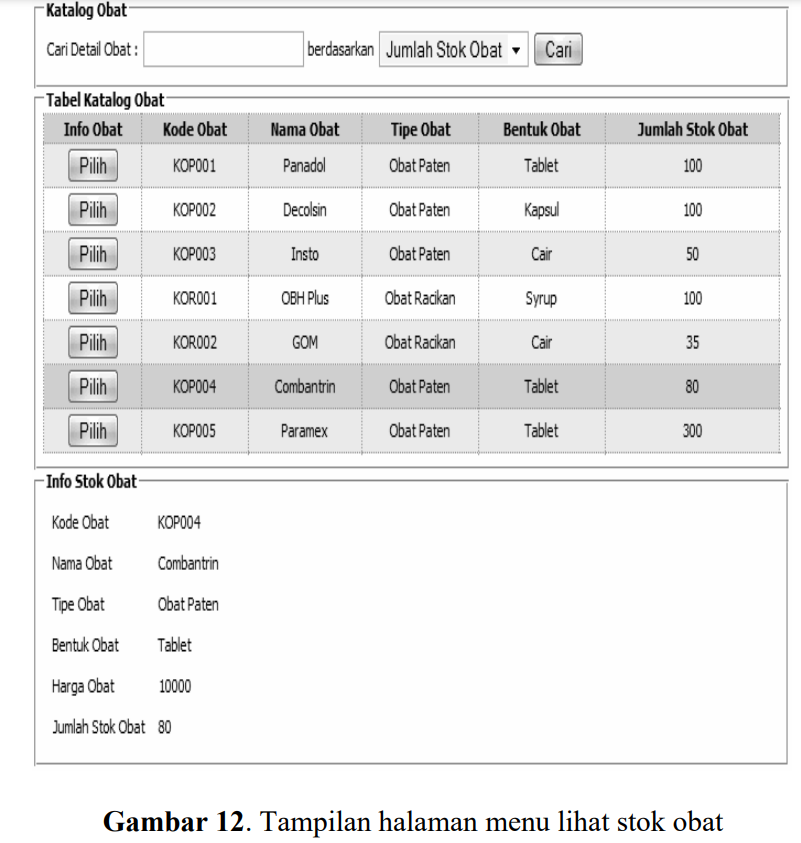 Katalog Obat
Cari Detail Obat : berdasarkan Jumlah Stok Obat Cari
Tabel Katalog Obat
Info Obat Kode Obat Nama Obat Tipe Obat Bentuk Obat Jumlah Stok Obat
Pilih KOP001 Panadol Obat Paten Tablet 100
Pilih KOP002 Decolsin Obat Paten Kapsul 100
Pilih KOP003 Insto Obat Paten Cair 50
Pilih KOR001 OBH Plus Obat Racikan Syrup 100
Pilih KOR002 GOM Obat Racikan Cair 35
Pilih KOP004 Combantrin Obat Paten Tablet 80
Pilih KOP005 Paramex Obat Paten Tablet 300
Info Stok Obat
Kode Obat KOP004
Nama Obat Combantrin
Tipe Obat Obat Paten
Bentuk Obat Tablet
Harga Obat 10000
Jumlah Stok Obat 80
Gambar 12. Tampilan halaman menu lihat stok obat